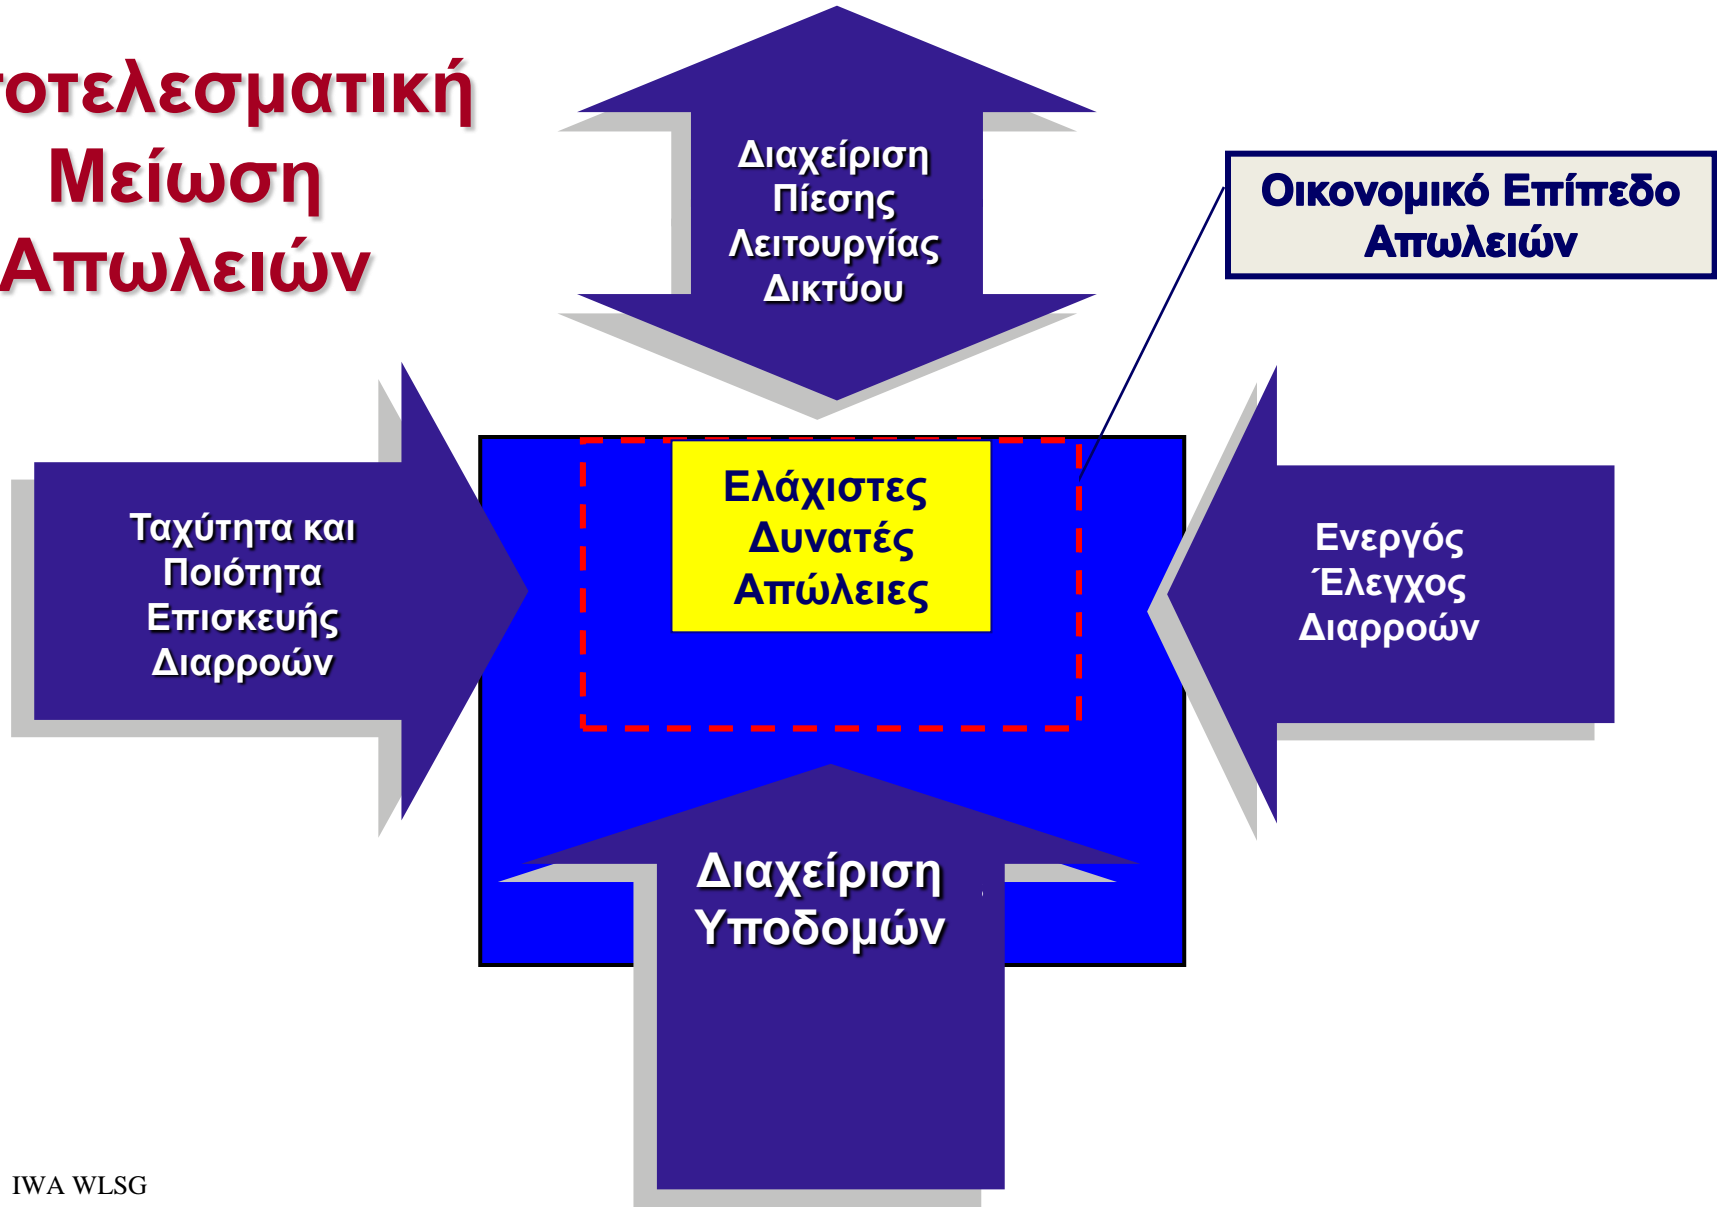 Μείωση
Απωλειών
Διαχείριση
Πίεσης
Λειτουργίας
Δικτύου
Οικονομικό Επίπεδο
Απωλειών
Ταχύτητα και
Ποιότητα
Επισκευής
Διαρροών
Ελάχιστες
Δυνατές
Απώλειες
Ενεργός
Έλεγχος
Διαρροών
Διαχείριση
Υποδομών
IWA WLSG